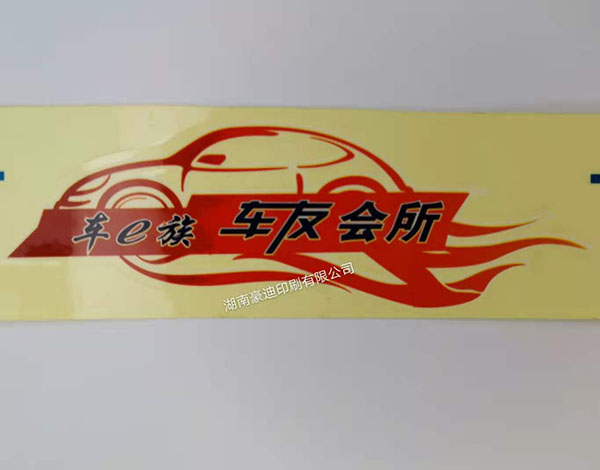 车e族 车友会所
湖南豪迪印刷有限公司